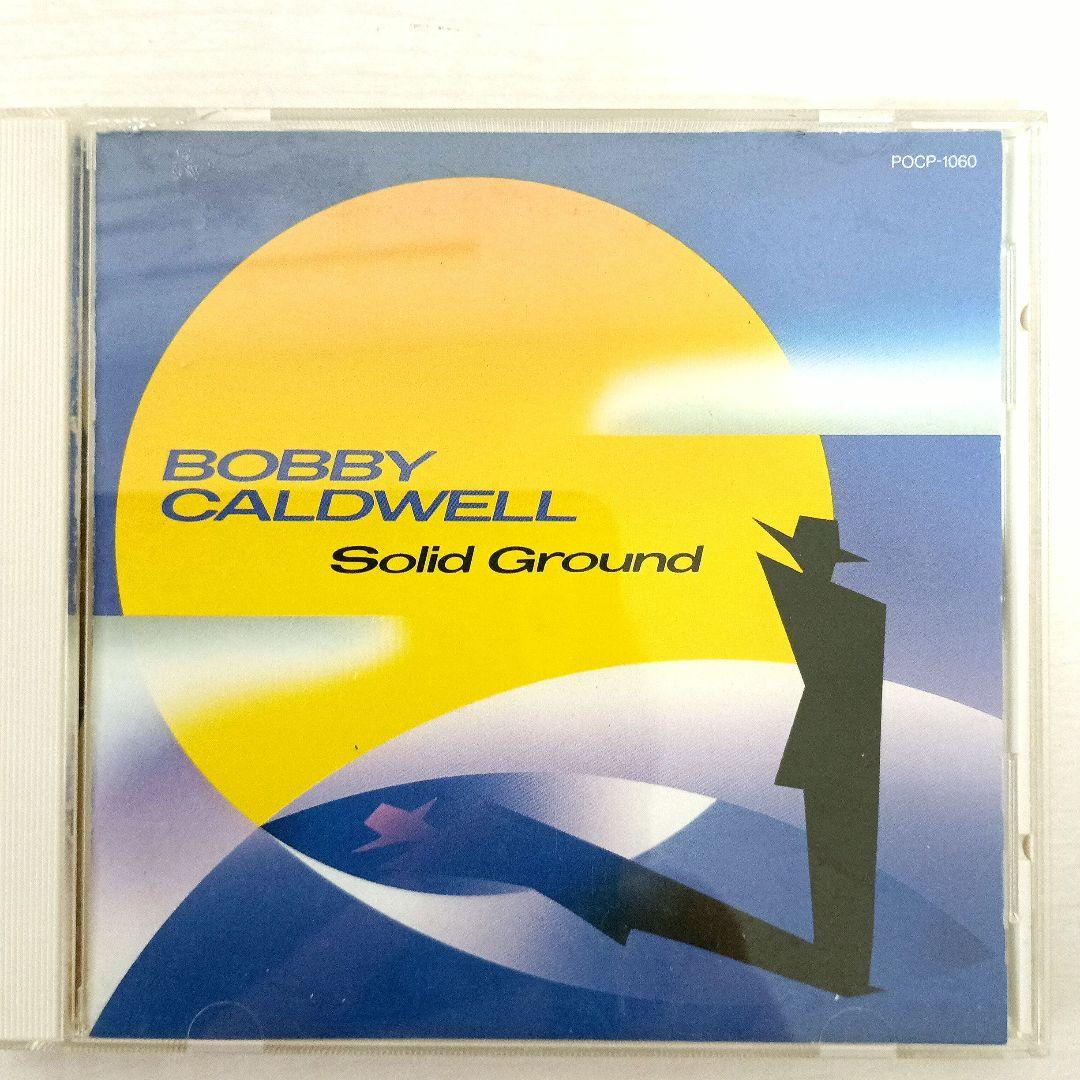 POCP-1060
BOBBY
CALDWELL
Solid Ground